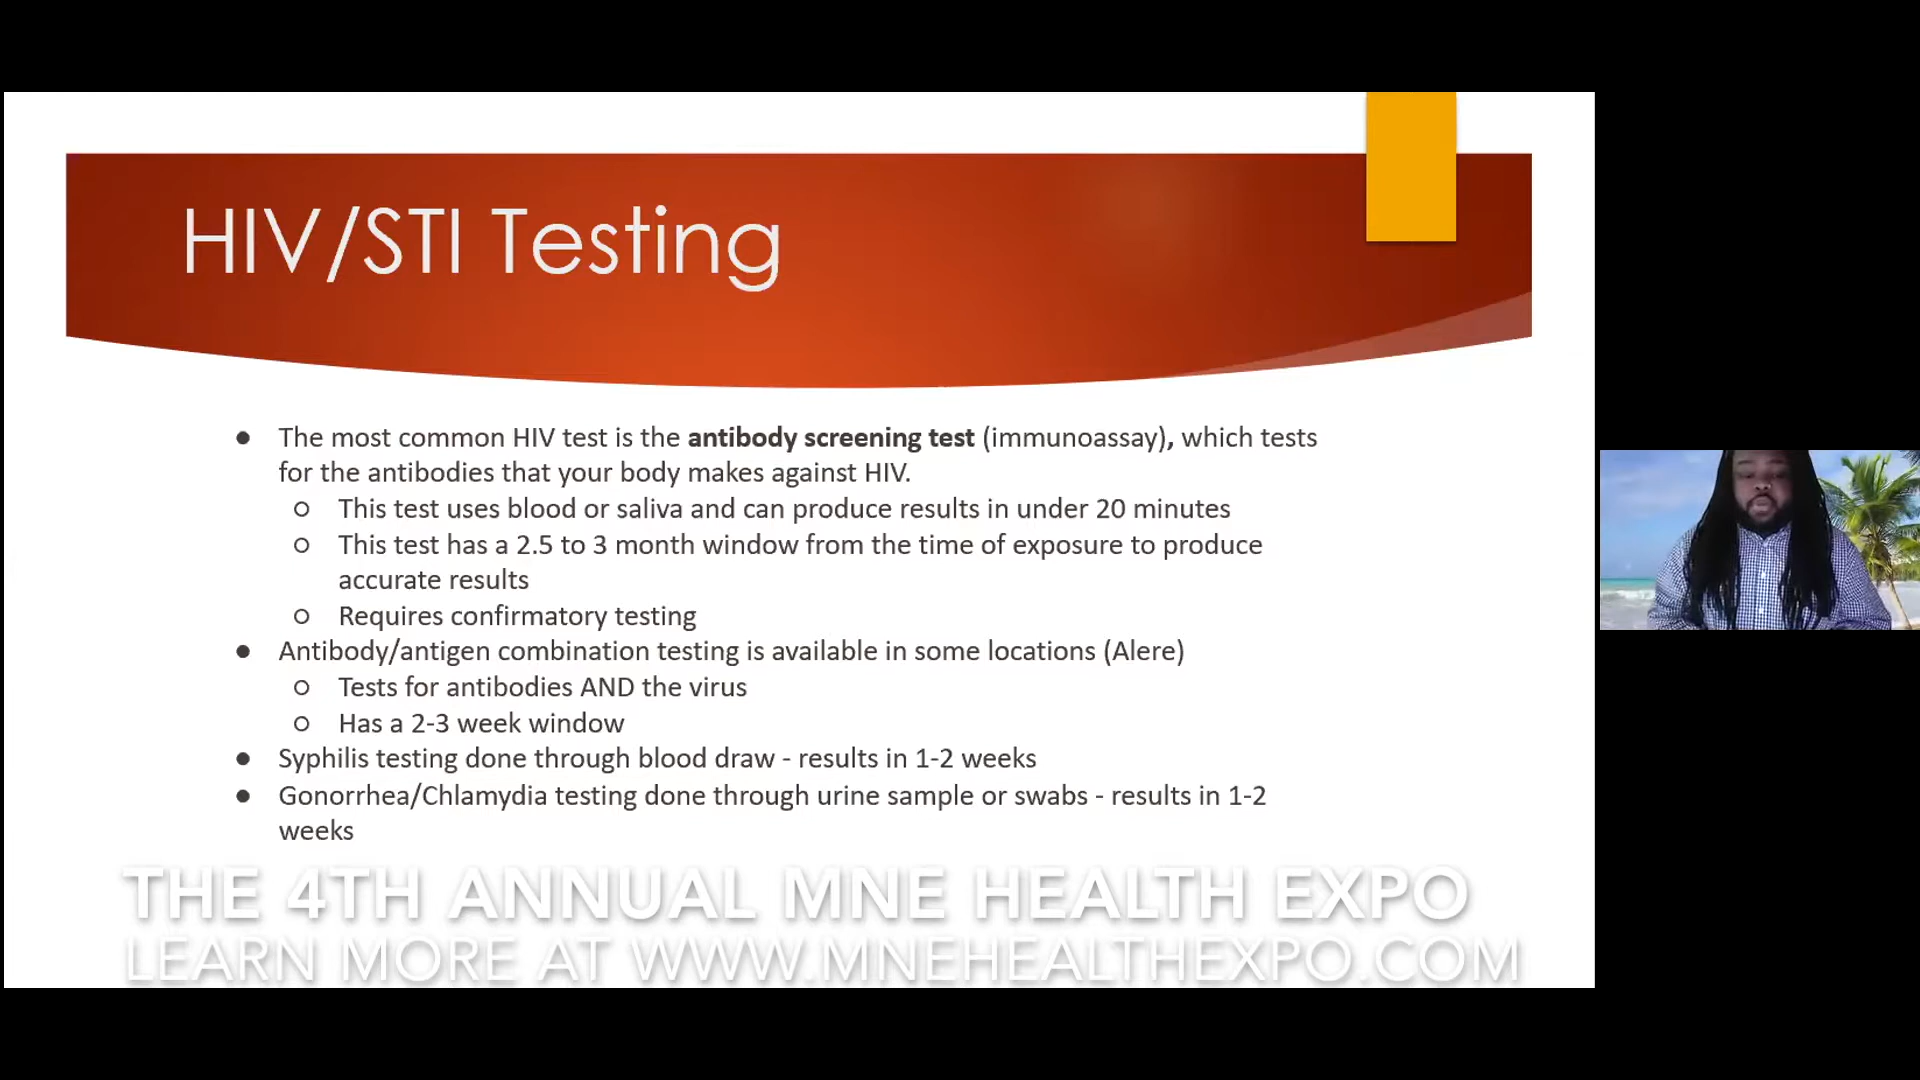 HIV/STI Testing
● The most common HIV test is the antibody screening test (immunoassay), which tests
for the antibodies that your body makes against HIV.
○ This test uses blood or saliva and can produce results in under 20 minutes
○ This test has a 2.5 to 3 month window from the time of exposure to produce
accurate results
○ Requires confirmatory testing
● Antibody/antigen combination testing is available in some locations (Alere)
○ Tests for antibodies AND the virus
○ Has a 2-3 week window
● Syphilis testing done through blood draw - results in 1-2 weeks
● Gonorrhea/Chlamydia testing done through urine sample or swabs - results in 1-2
weeks
THE 4TH ANNUAL MNE HEALTH EXPO
LEARN MORE AT WWW.MNEHEALTHEXPO.COM